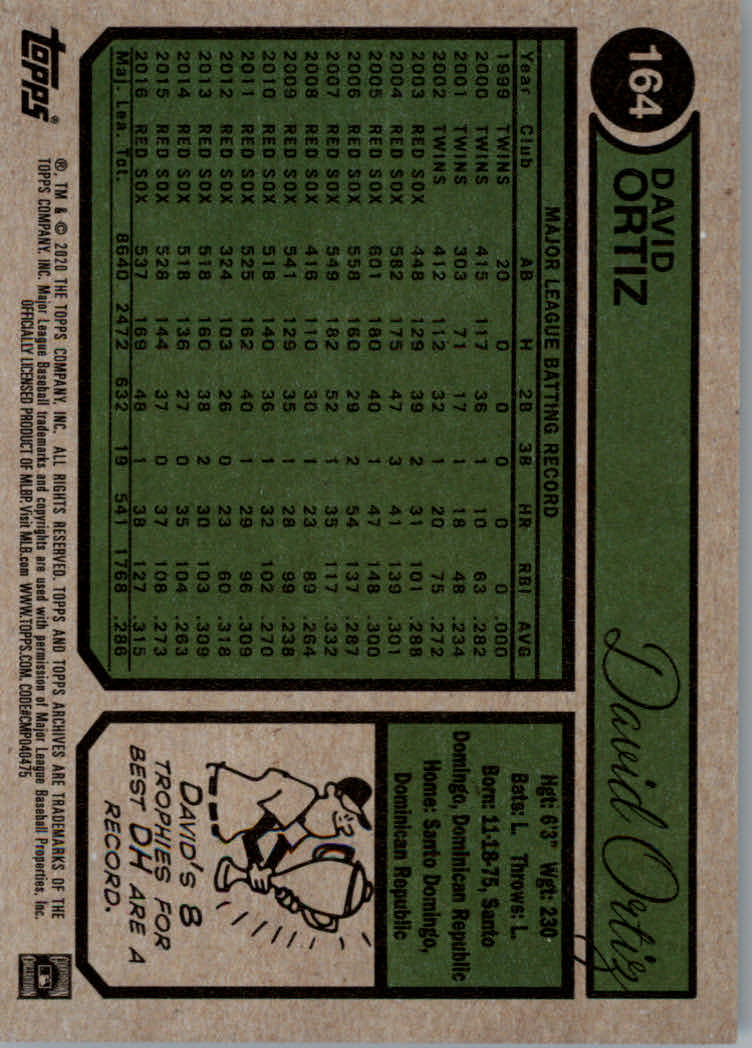 164
DAVID
ORTIZ
David Ortiz
MAJOR LEAGUE BATTING RECORD
Year Club AB H 2B 3B HR RBI AVG
1999 TWINS 20 0 0 0 0 0 .000
2000 TWINS 415 117 36 1 10 63 .282
2001 TWINS 303 71 17 1 18 48 .234
2002 TWINS 412 112 32 1 20 75 .272
2003 RED SOX 448 129 39 2 31 101 .288
2004 RED SOX 582 175 47 3 41 139 .301
2005 RED SOX 601 180 40 1 47 148 .300
2006 RED SOX 558 160 29 2 54 137 .287
2007 RED SOX 549 182 52 1 35 117 .332
2008 RED SOX 416 110 30 1 23 89 .264
2009 RED SOX 541 129 35 1 28 99 .238
2010 RED SOX 518 140 36 1 32 102 .270
2011 RED SOX 525 162 40 1 29 96 .309
2012 RED SOX 324 103 26 0 23 60 .318
2013 RED SOX 518 160 38 2 30 103 .309
2014 RED SOX 518 136 27 0 35 104 .263
2015 RED SOX 528 144 37 0 37 108 .273
2016 RED SOX 537 169 48 1 38 127 .315
Maj. Lea. Tot. 8640 2472 632 19 541 1768 .286
Hgt: 6'3" Wgt: 230
Bats: L. Throws: L.
Born: 11-18-75, Santo
Domingo, Dominican Republic
Home: Santo Domingo,
Dominican Republic
DAVID'S 8
TROPHIES FOR
BEST DH ARE A
RECORD.
topps®
®, TM & © 2020 THE TOPPS COMPANY, INC. ALL RIGHTS RESERVED. TOPPS AND TOPPS ARCHIVES ARE TRADEMARKS OF THE
TOPPS COMPANY, INC. Major League Baseball trademarks and copyrights are used with permission of Major League Baseball Properties, Inc.
OFFICIALLY LICENSED PRODUCT OF MLBP. Visit MLB.com WWW.TOPPS.COM. CODE#CMP040475
COOPERSTOWN
COLLECTION